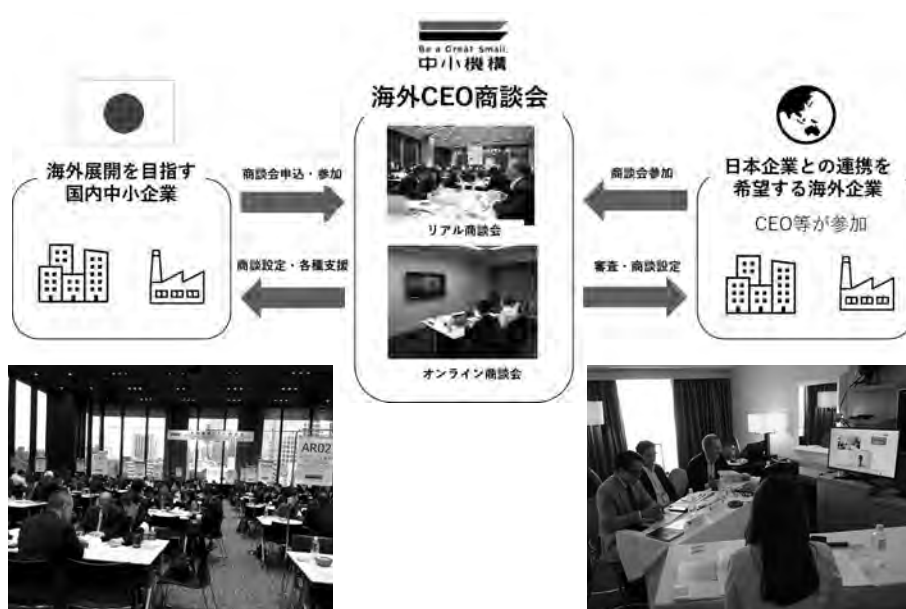 Be a Great Small.
中小機構
海外CEO商談会
海外展開を目指す
国内中小企業
商談会申込・参加
商談設定・各種支援
リアル商談会
オンライン商談会
商談会参加
審査・商談設定
日本企業との連携を
希望する海外企業
CEO等が参加
AR02